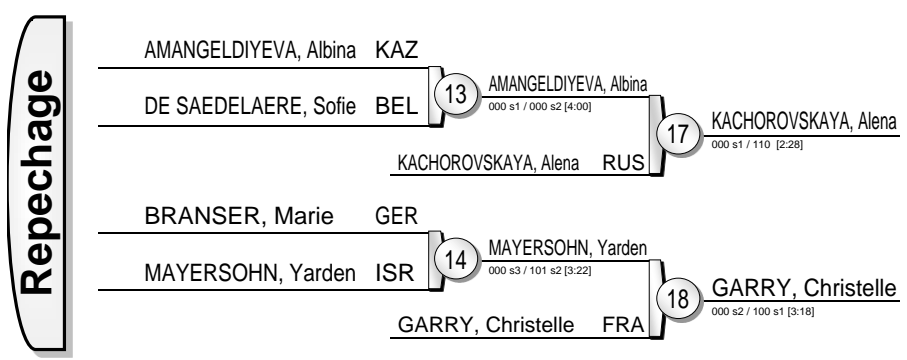 Repechage
AMANGELDIYEVA, Albina KAZ
DE SAEDELAERE, Sofie BEL
13
AMANGELDIYEVA, Albina
000 s1 / 000 s2 [4:00]
KACHOROVSKAYA, Alena RUS
17
KACHOROVSKAYA, Alena
000 s1 / 110 [2:28]
BRANSER, Marie GER
MAYERSOHN, Yarden ISR
14
MAYERSOHN, Yarden
000 s3 / 101 s2 [3:22]
GARRY, Christelle FRA
18
GARRY, Christelle
000 s2 / 100 s1 [3:18]